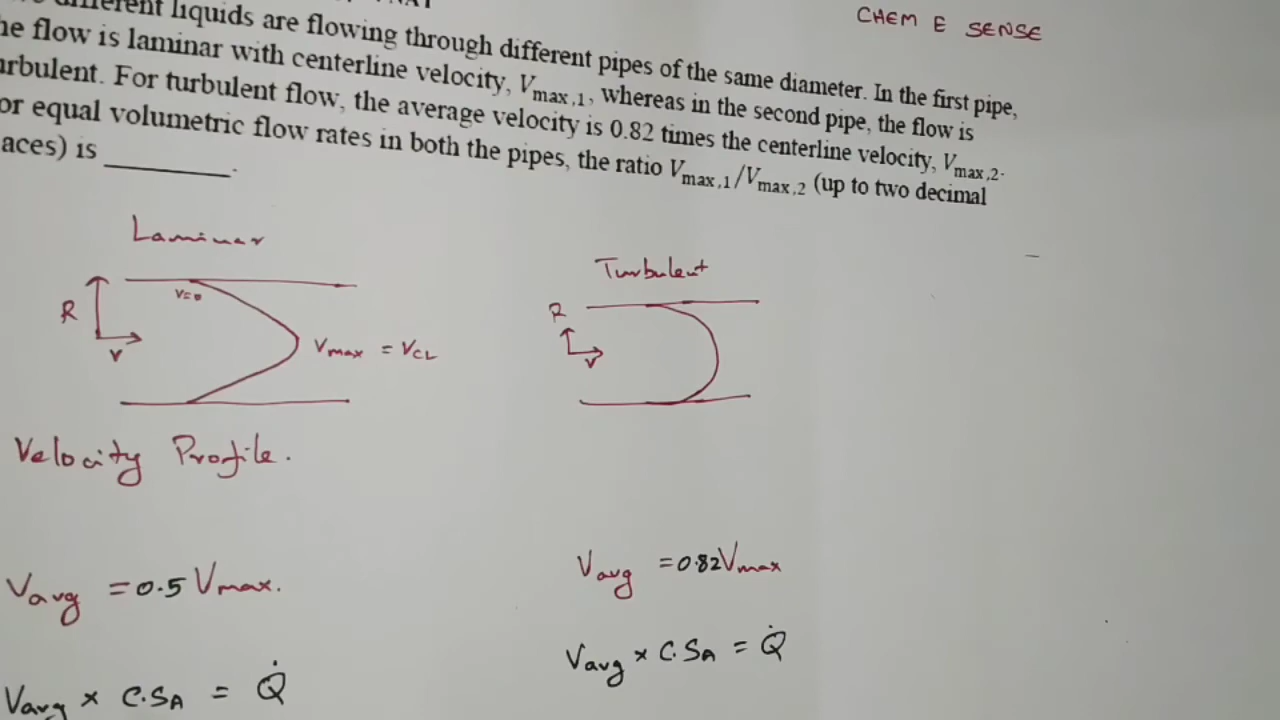 CHEM E SENSE
different liquids are flowing through different pipes of the same diameter. In the first pipe,
he flow is laminar with centerline velocity, Vmax,1, whereas in the second pipe, the flow is
urbulent. For turbulent flow, the average velocity is 0.82 times the centerline velocity, Vmax,2.
or equal volumetric flow rates in both the pipes, the ratio Vmax,1/Vmax,2 (up to two decimal
aces) is ________.
Laminar
Turbulent
V=0
R
V
Vmax = VCL
R
V
Velocity Profile.
Vavg = 0.5 Vmax.
Vavg = 0.82Vmax
Vavg × C.SA = Q̇
Vavg × C.SA = Q̇